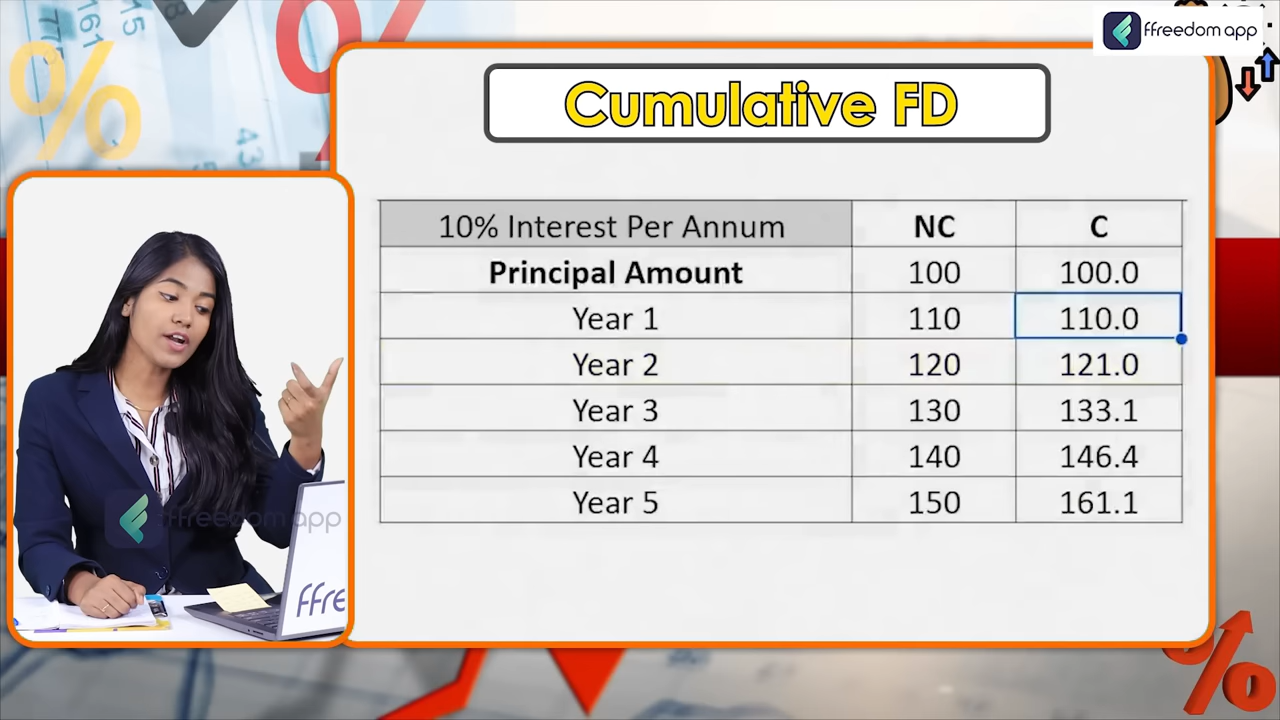 ffreedom app
Cumulative FD
10% Interest Per Annum NC C
Principal Amount 100 100.0
Year 1 110 110.0
Year 2 120 121.0
Year 3 130 133.1
Year 4 140 146.4
Year 5 150 161.1
ffreedom app
ffre